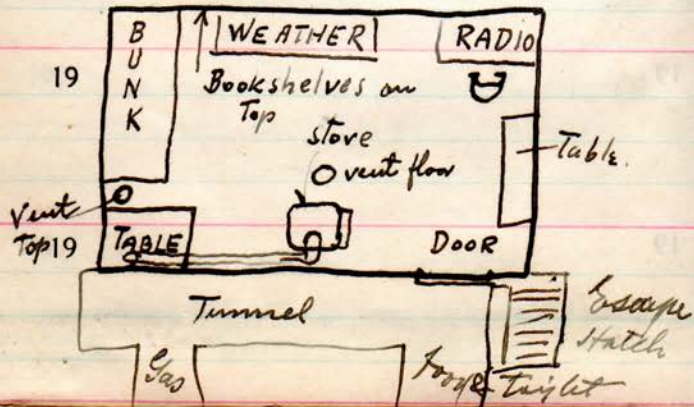 BUNK
WEATHER
RADIO
19
Bookshelves on
Top
stove
vent floor
Table.
Vent
Top
19
TABLE
DOOR
Tunnel
Escape
Hatch
Gas
Toilet